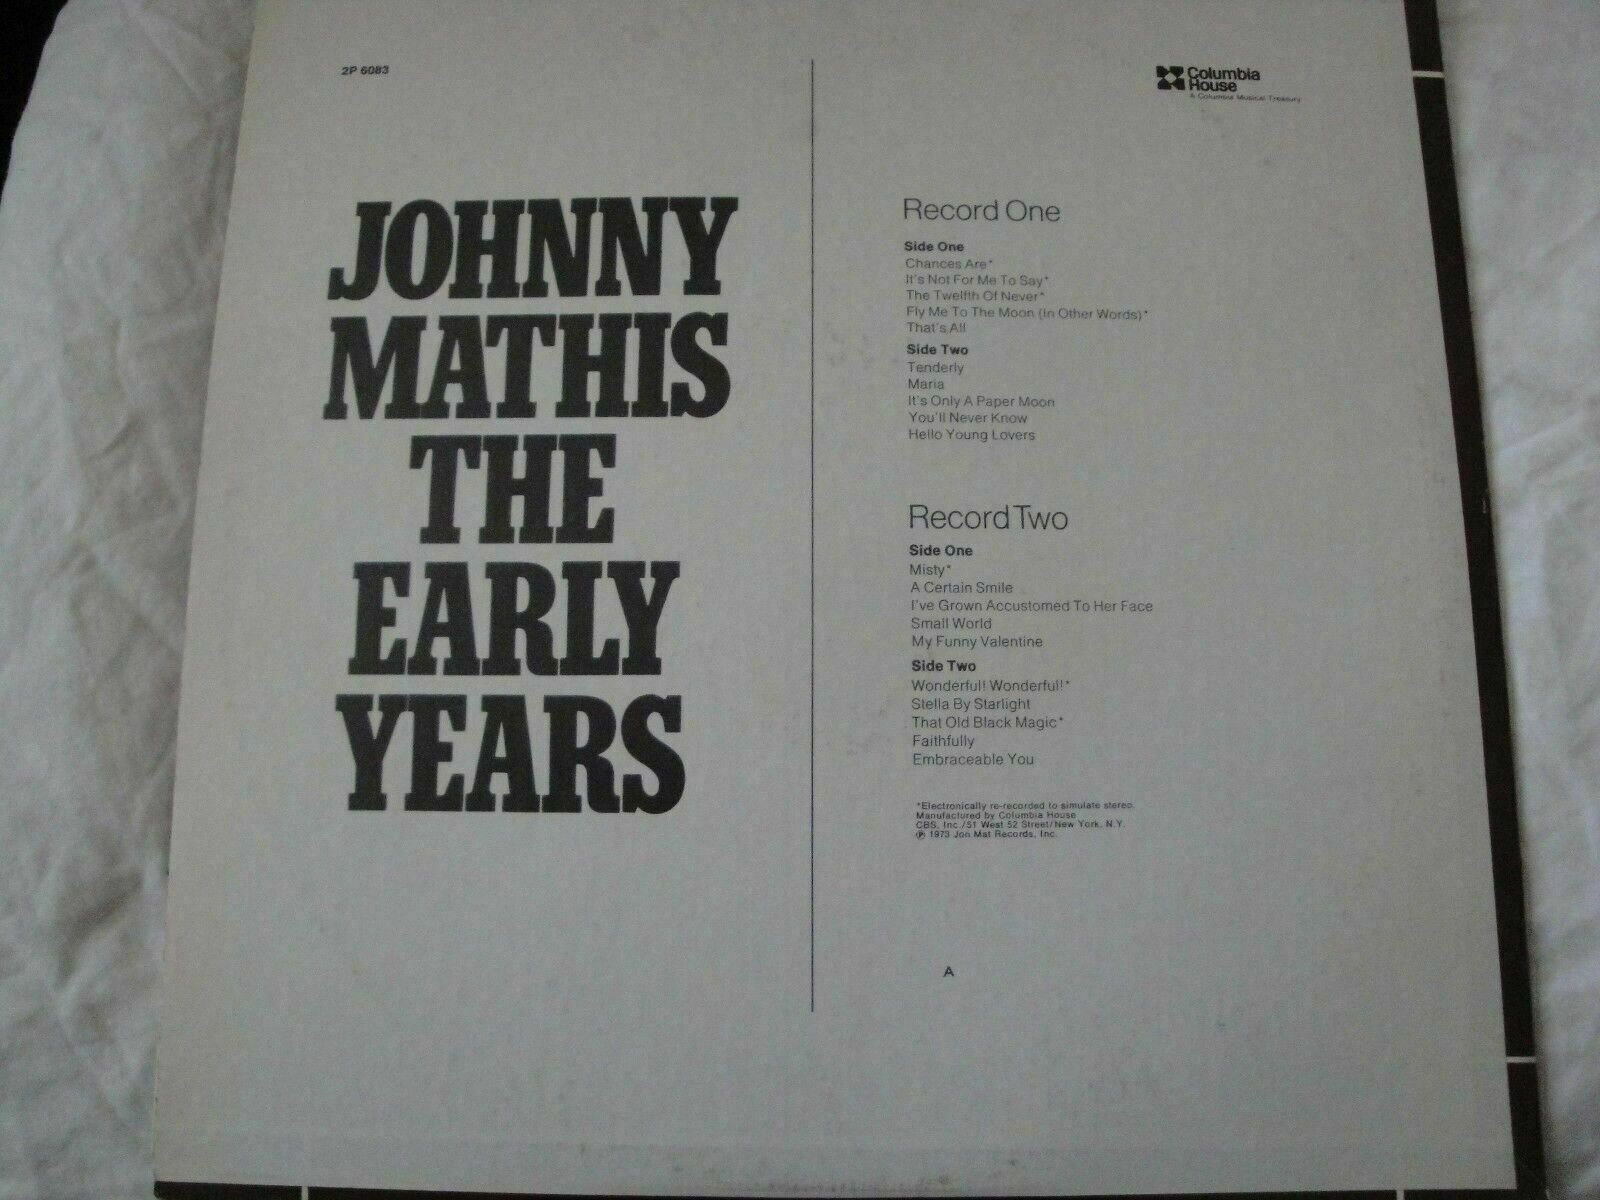 2P 6083
JOHNNY
MATHIS
THE
EARLY
YEARS
Columbia
House
A Columbia Musical Treasury
Record One
Side One
Chances Are*
It's Not For Me To Say*
The Twelfth Of Never*
Fly Me To The Moon (In Other Words)*
That's All
Side Two
Tenderly
Maria
It's Only A Paper Moon
You'll Never Know
Hello Young Lovers
Record Two
Side One
Misty*
A Certain Smile
I've Grown Accustomed To Her Face
Small World
My Funny Valentine
Side Two
Wonderful! Wonderful!*
Stella By Starlight
That Old Black Magic*
Faithfully
Embraceable You
*Electronically re-recorded to simulate stereo.
Manufactured by Columbia House
CBS, Inc./51 West 52 Street/New York, N.Y.
℗ 1973 Jon Mat Records, Inc.
A